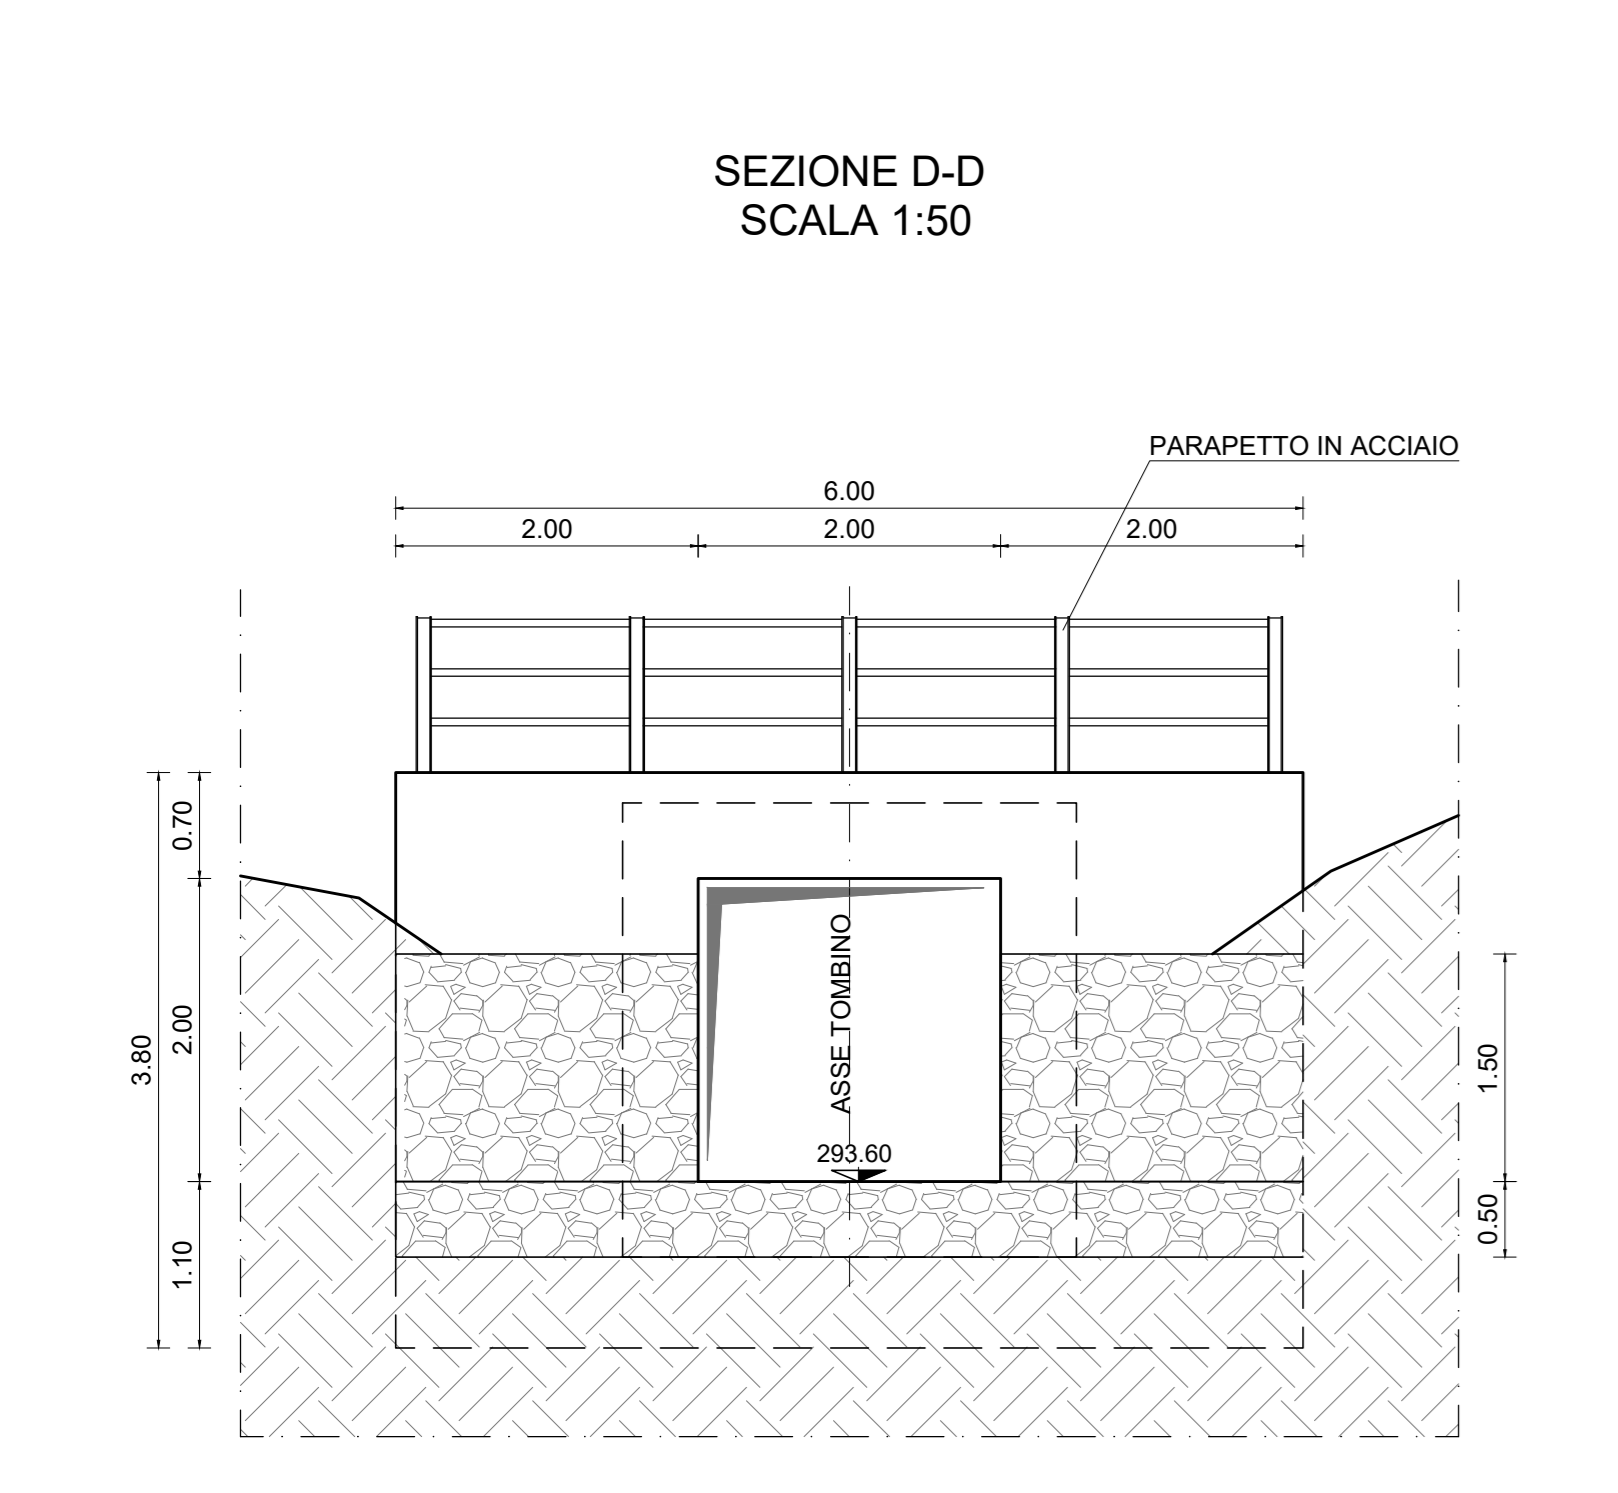 SEZIONE D-D
SCALA 1:50
PARAPETTO IN ACCIAIO
6.00
2.00
2.00
2.00
0.70
2.00
3.80
1.10
ASSE TOMBINO
293.60
1.50
0.50